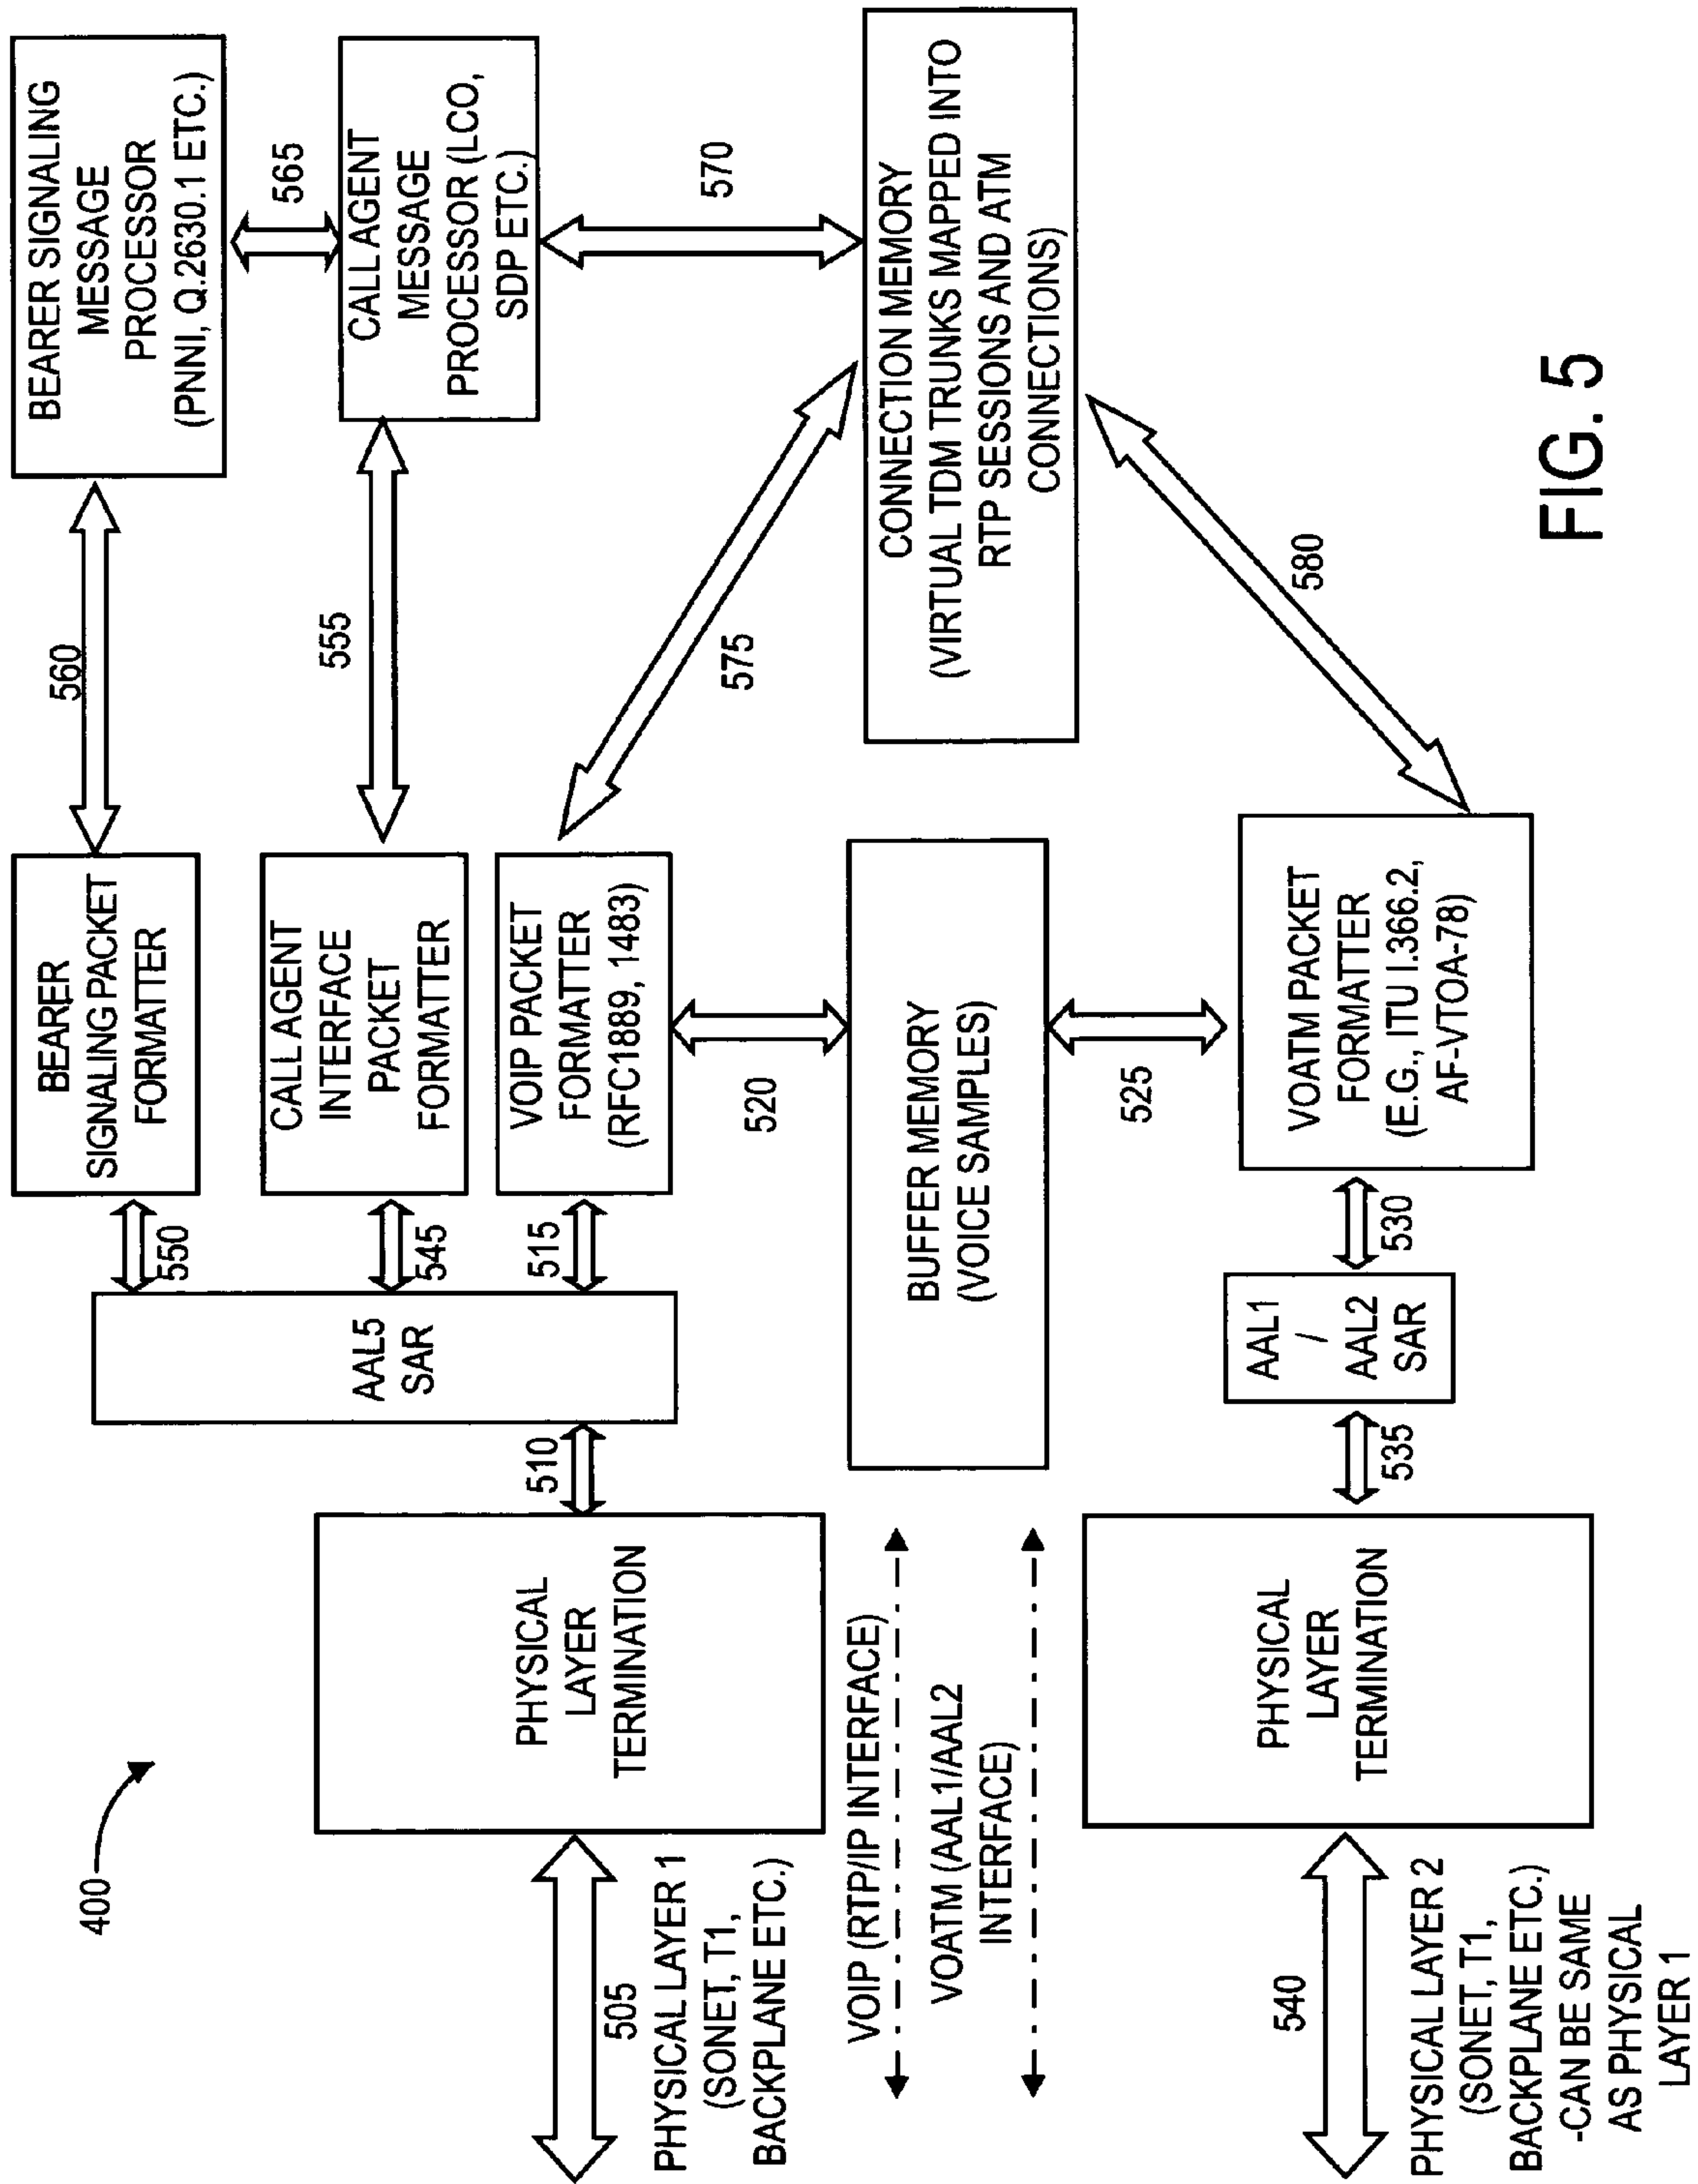 400
505
PHYSICAL LAYER 1
(SONET, T1,
BACKPLANE ETC.)
PHYSICAL
LAYER
TERMINATION
510
AAL5
SAR
550
545
515
BEARER
SIGNALING PACKET
FORMATTER
CALL AGENT
INTERFACE
PACKET
FORMATTER
VOIP PACKET
FORMATTER
(RFC1889, 1483)
560
555
565
BEARER SIGNALING
MESSAGE
PROCESSOR
(PNNI, Q.2630.1 ETC.)
CALL AGENT
MESSAGE
PROCESSOR (LCO,
SDP ETC.)
570
575
520
VOIP (RTP/IP INTERFACE)
VOATM (AAL1/AAL2
INTERFACE)
BUFFER MEMORY
(VOICE SAMPLES)
CONNECTION MEMORY
(VIRTUAL TDM TRUNKS MAPPED INTO
RTP SESSIONS AND ATM
CONNECTIONS)
525
580
540
PHYSICAL LAYER 2
(SONET, T1,
BACKPLANE ETC.)
-CAN BE SAME
AS PHYSICAL
LAYER 1
PHYSICAL
LAYER
TERMINATION
535
AAL1
/
AAL2
SAR
530
VOATM PACKET
FORMATTER
(E.G., ITU I.366.2,
AF-VTOA-78)
FIG. 5